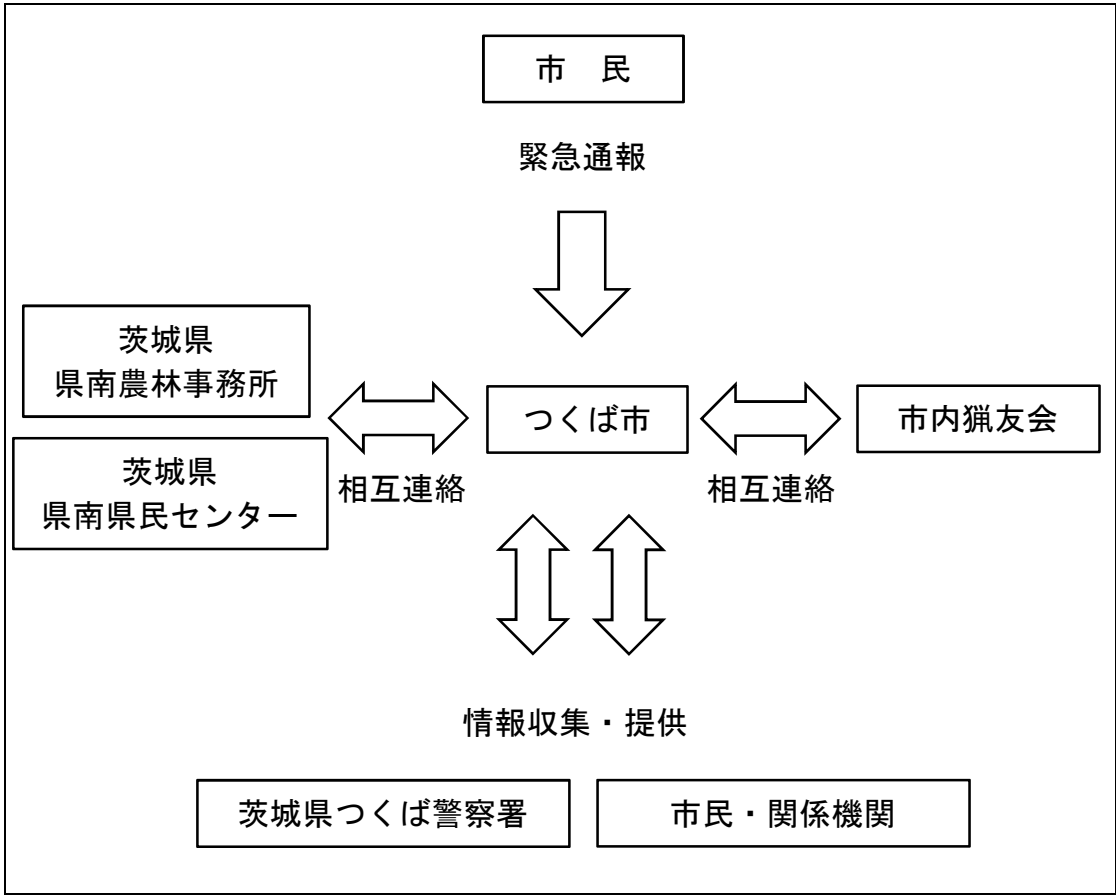 市　民
緊急通報
茨城県
県南農林事務所
茨城県
県南県民センター
相互連絡
つくば市
相互連絡
市内猟友会
情報収集・提供
茨城県つくば警察署
市民・関係機関